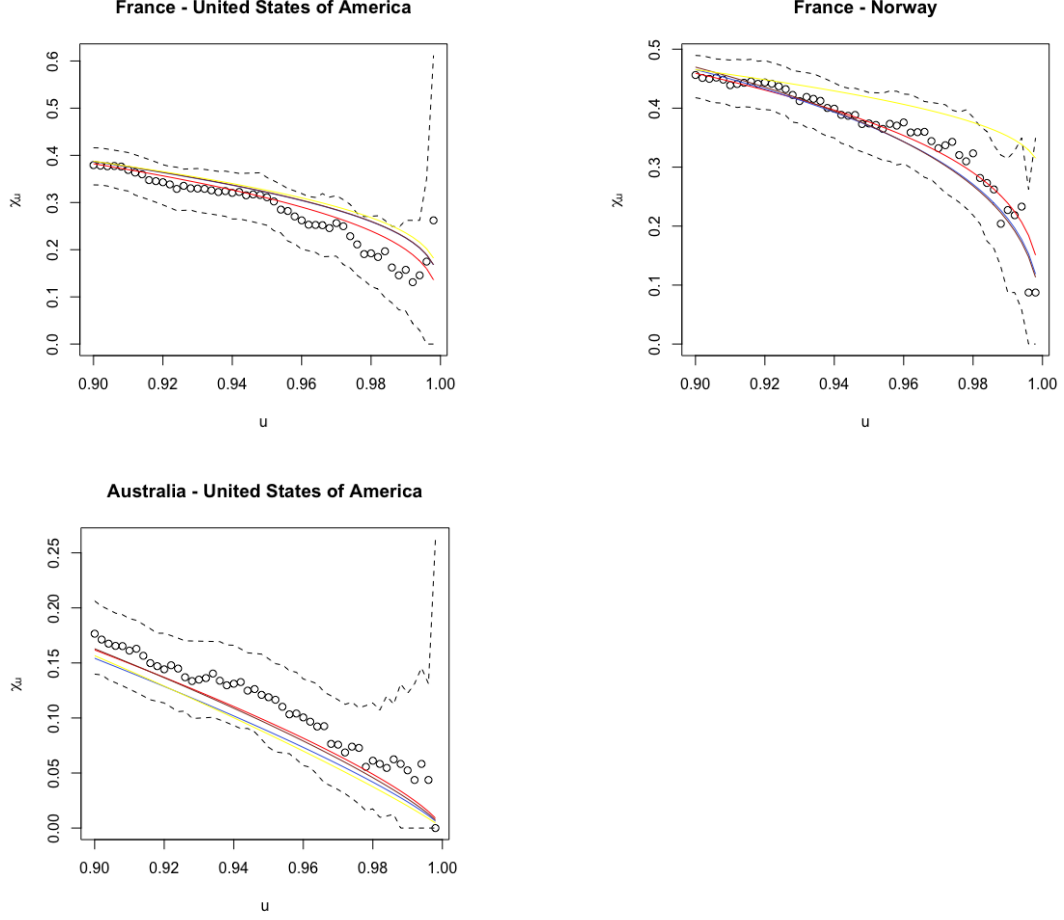 France - United States of America
0.6
0.5
0.4
0.3
0.2
0.1
0.0
χu
0.90 0.92 0.94 0.96 0.98 1.00
u
France - Norway
0.5
0.4
0.3
0.2
0.1
0.0
χu
0.90 0.92 0.94 0.96 0.98 1.00
u
Australia - United States of America
0.25
0.20
0.15
0.10
0.05
0.00
χu
0.90 0.92 0.94 0.96 0.98 1.00
u